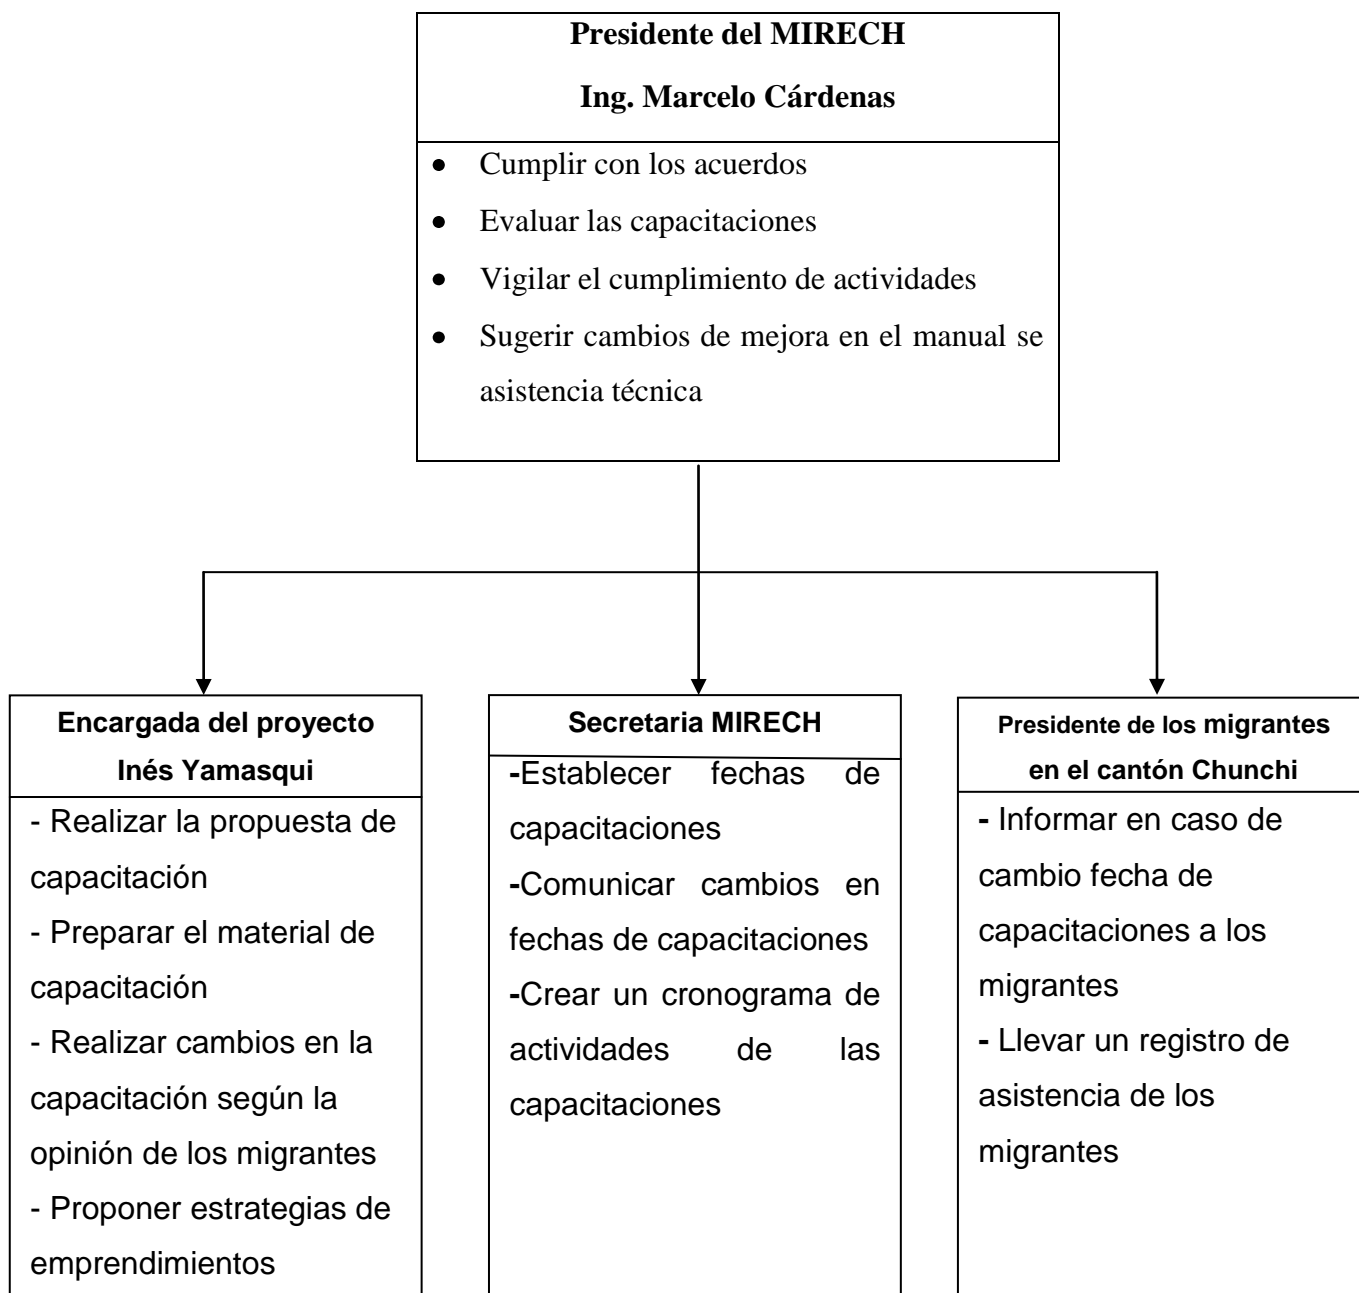 Presidente del MIRECH
Ing. Marcelo Cárdenas
• Cumplir con los acuerdos
• Evaluar las capacitaciones
• Vigilar el cumplimiento de actividades
• Sugerir cambios de mejora en el manual se
asistencia técnica
Encargada del proyecto
Inés Yamasqui
- Realizar la propuesta de
capacitación
- Preparar el material de
capacitación
- Realizar cambios en la
capacitación según la
opinión de los migrantes
- Proponer estrategias de
emprendimientos
Secretaria MIRECH
-Establecer fechas de
capacitaciones
-Comunicar cambios en
fechas de capacitaciones
-Crear un cronograma de
actividades de las
capacitaciones
Presidente de los migrantes
en el cantón Chunchi
- Informar en caso de
cambio fecha de
capacitaciones a los
migrantes
- Llevar un registro de
asistencia de los
migrantes